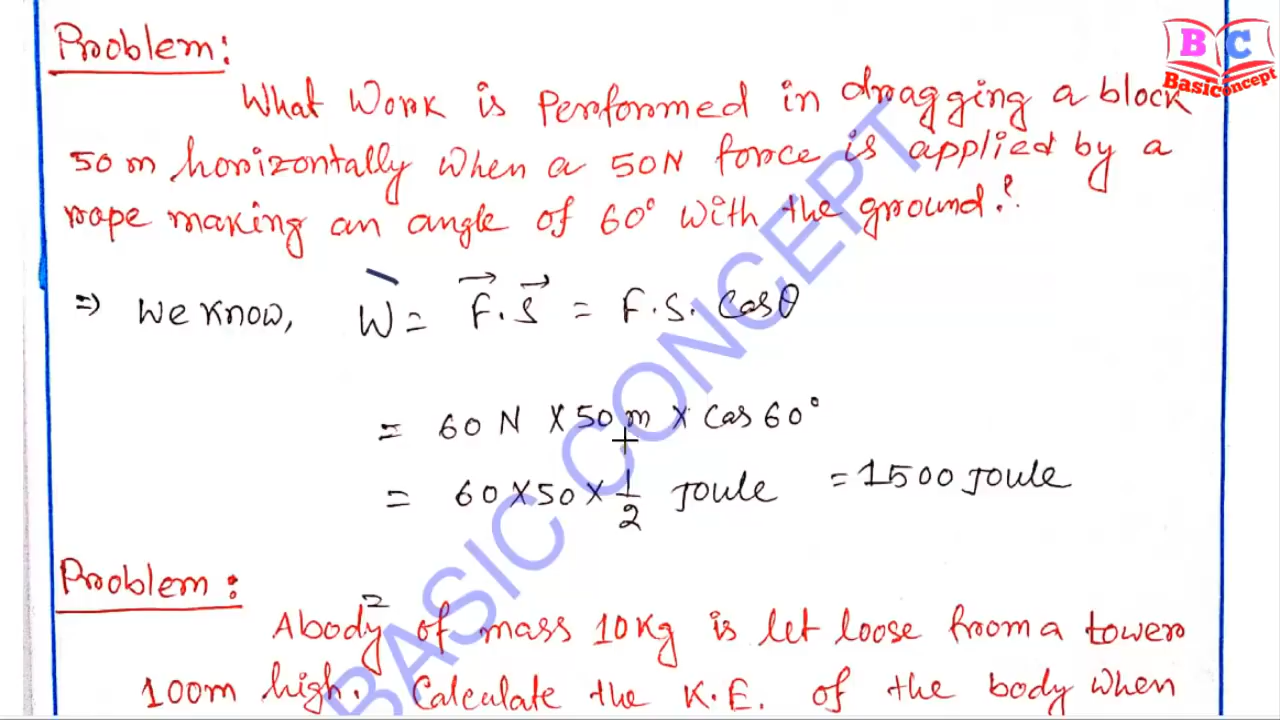 BC
Basiconcept
Problem:
What work is performed in dragging a block
50 m horizontally when a 50N force is applied by a
rope making an angle of 60° with the ground?
⇒ We know, W = F⃗.S⃗ = F.S. Cosθ
= 60 N × 50 m × Cos 60°
= 60 × 50 × 1/2 Joule = 1500 Joule
Problem:
A body of mass 10 Kg is let loose from a tower
100m high. Calculate the K.E. of the body when
BASIC CONCEPT